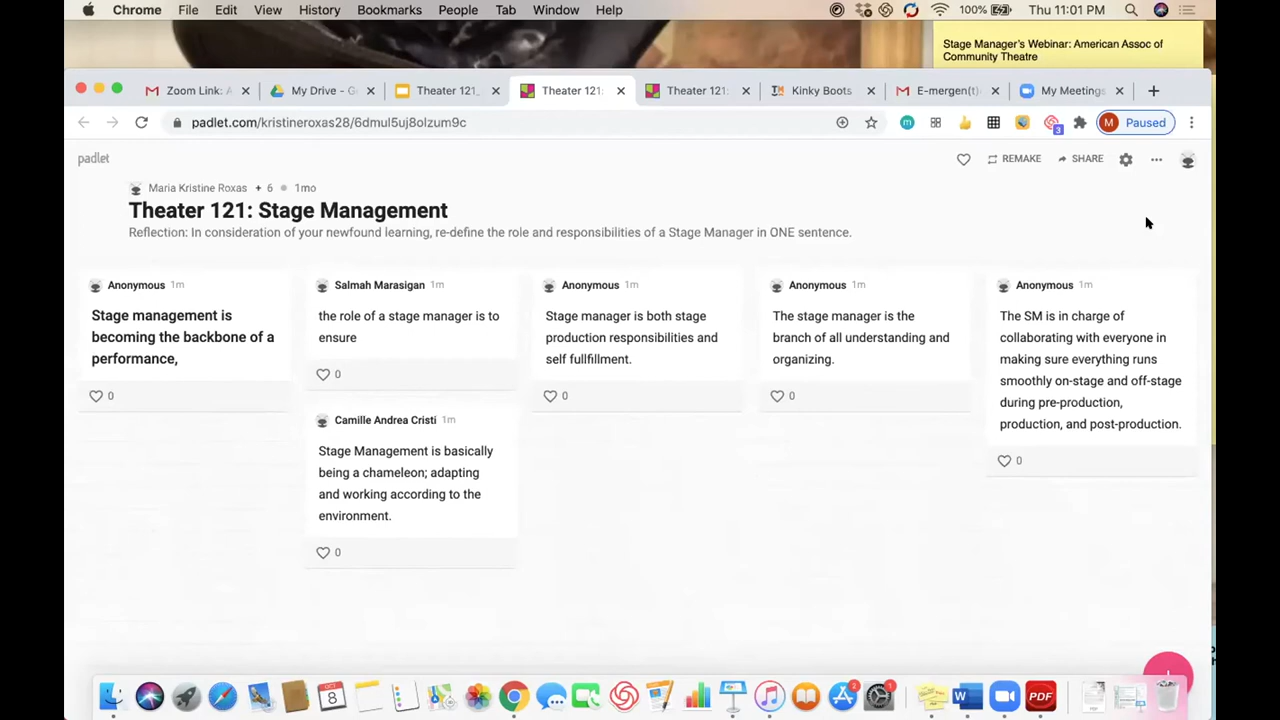 Chrome File Edit View History Bookmarks People Tab Window Help 100% Thu 11:01 PM
Stage Manager's Webinar: American Assoc of
Community Theatre
Zoom Link: A My Drive - G Theater 121_ Theater 121: Theater 121: Kinky Boots E-mergen(t) My Meetings
padlet.com/kristineroxas28/6dmul5uj8olzum9c 3 M Paused
padlet REMAKE SHARE
Maria Kristine Roxas + 6 1mo
Theater 121: Stage Management
Reflection: In consideration of your newfound learning, re-define the role and responsibilities of a Stage Manager in ONE sentence.
Anonymous 1m
Stage management is
becoming the backbone of a
performance,
0
Salmah Marasigan 1m
the role of a stage manager is to
ensure
0
Camille Andrea Cristi 1m
Stage Management is basically
being a chameleon; adapting
and working according to the
environment.
0
Anonymous 1m
Stage manager is both stage
production responsibilities and
self fullfillment.
0
Anonymous 1m
The stage manager is the
branch of all understanding and
organizing.
0
Anonymous 1m
The SM is in charge of
collaborating with everyone in
making sure everything runs
smoothly on-stage and off-stage
during pre-production,
production, and post-production.
0
OCT
8
PDF